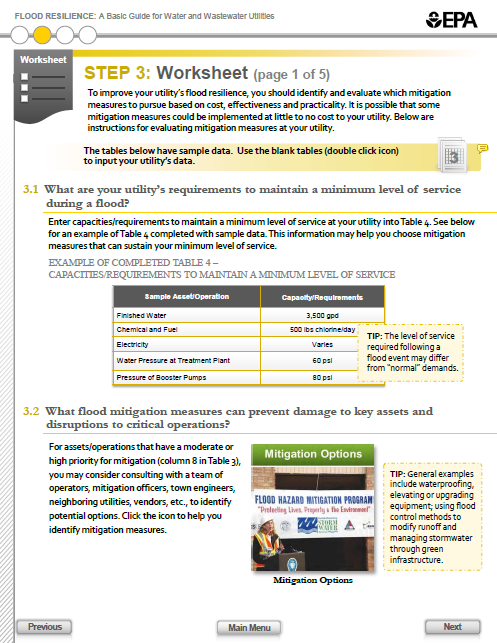 FLOOD RESILIENCE: A Basic Guide for Water and Wastewater Utilities
EPA
Worksheet
STEP 3: Worksheet (page 1 of 5)
To improve your utility's flood resilience, you should identify and evaluate which mitigation
measures to pursue based on cost, effectiveness and practicality. It is possible that some
mitigation measures could be implemented at little to no cost to your utility. Below are
instructions for evaluating mitigation measures at your utility.
The tables below have sample data. Use the blank tables (double click icon)
to input your utility's data.
3
3.1 What are your utility's requirements to maintain a minimum level of service
during a flood?
Enter capacities/requirements to maintain a minimum level of service at your utility into Table 4. See below
for an example of Table 4 completed with sample data. This information may help you choose mitigation
measures that can sustain your minimum level of service.
EXAMPLE OF COMPLETED TABLE 4 –
CAPACITIES/REQUIREMENTS TO MAINTAIN A MINIMUM LEVEL OF SERVICE
Sample Asset/Operation Capacity/Requirements
Finished Water 3,500 gpd
Chemical and Fuel 500 lbs chlorine/day
Electricity Varies
Water Pressure at Treatment Plant 60 psi
Pressure of Booster Pumps 80 psi
TIP: The level of service
required following a
flood event may differ
from "normal" demands.
3.2 What flood mitigation measures can prevent damage to key assets and
disruptions to critical operations?
For assets/operations that have a moderate or
high priority for mitigation (column 8 in Table 3),
you may consider consulting with a team of
operators, mitigation officers, town engineers,
neighboring utilities, vendors, etc., to identify
potential options. Click the icon to help you
identify mitigation measures.
Mitigation Options
FLOOD HAZARD MITIGATION PROGRAM
"Protecting Lives, Property & the Environment"
STORM
WATER
Mitigation Options
TIP: General examples
include waterproofing,
elevating or upgrading
equipment; using flood
control methods to
modify runoff and
managing stormwater
through green
infrastructure.
Previous
Main Menu
Next